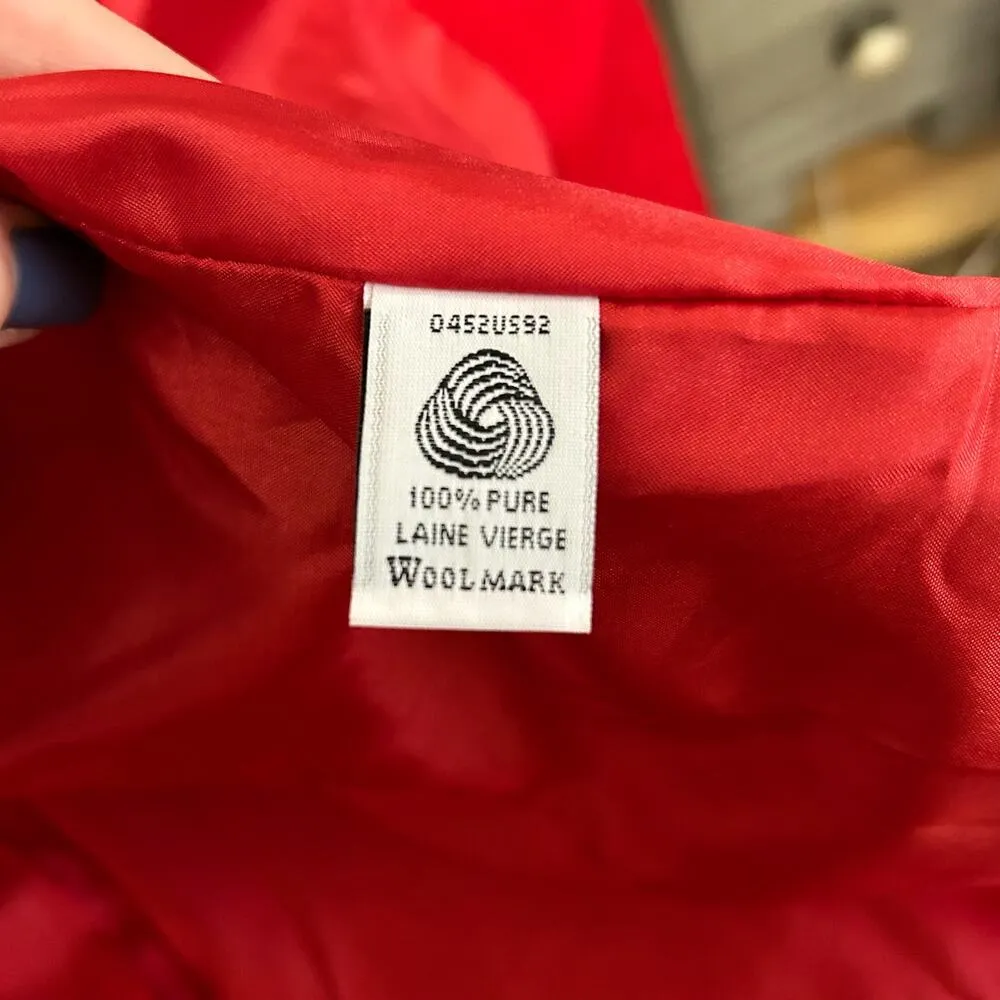 0452US92
100% PURE
LAINE VIERGE
WOOLMARK